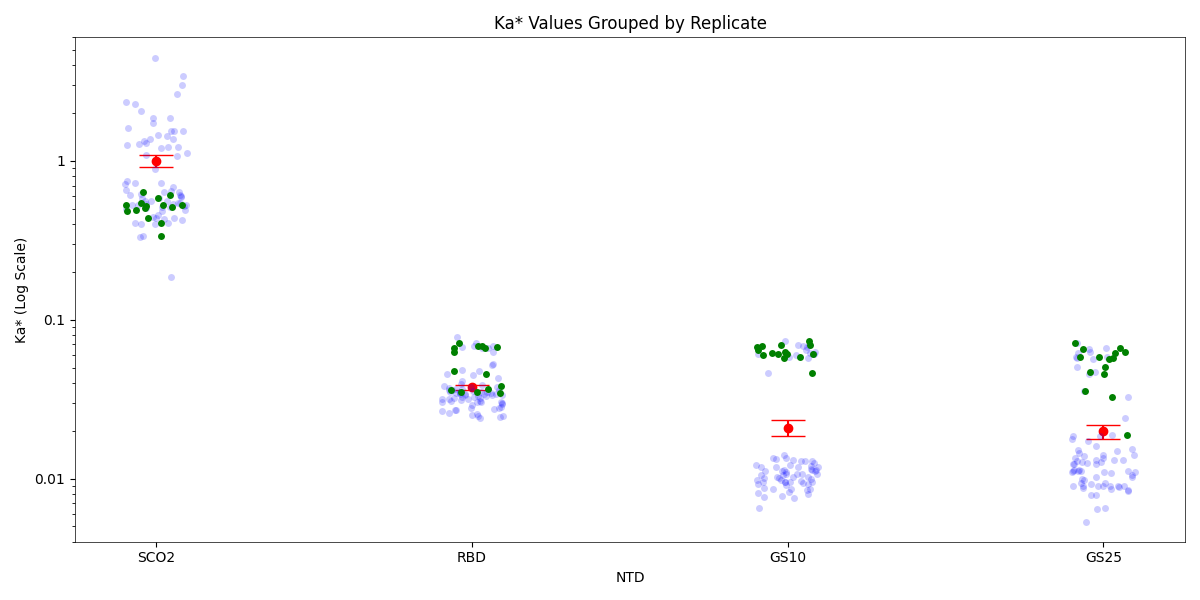 Ka* Values Grouped by Replicate
Ka* (Log Scale)
1
0.1
0.01
SCO2 RBD GS10 GS25
NTD